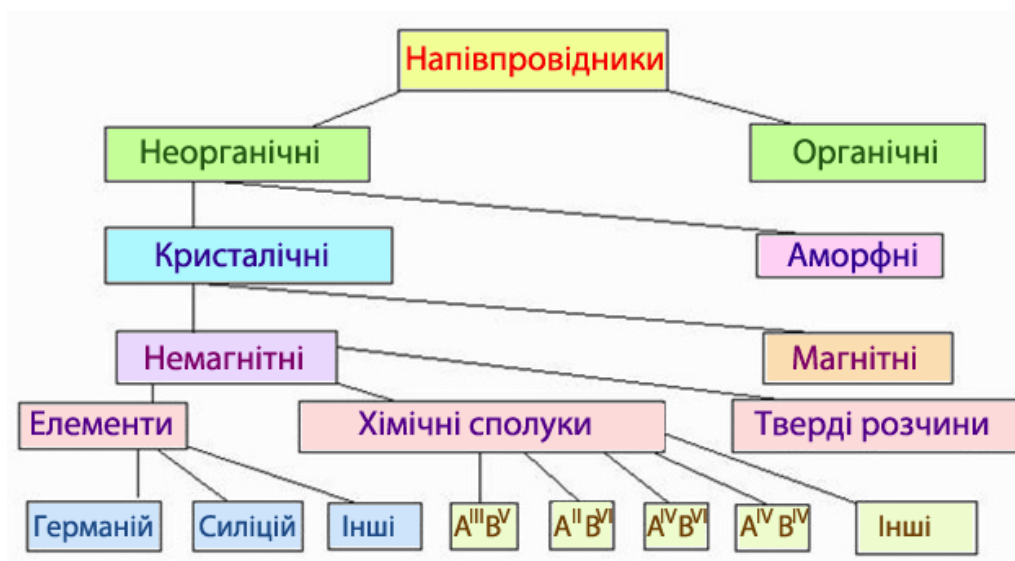 Напівпровідники
Неорганічні
Органічні
Кристалічні
Аморфні
Немагнітні
Магнітні
Елементи
Хімічні сполуки
Тверді розчини
Германій
Силіцій
Інші
AᴵᴵᴵBⱽ
AᴵᴵBⱽᴵ
AᴵⱽBⱽᴵ
AᴵⱽBᴵⱽ
Інші